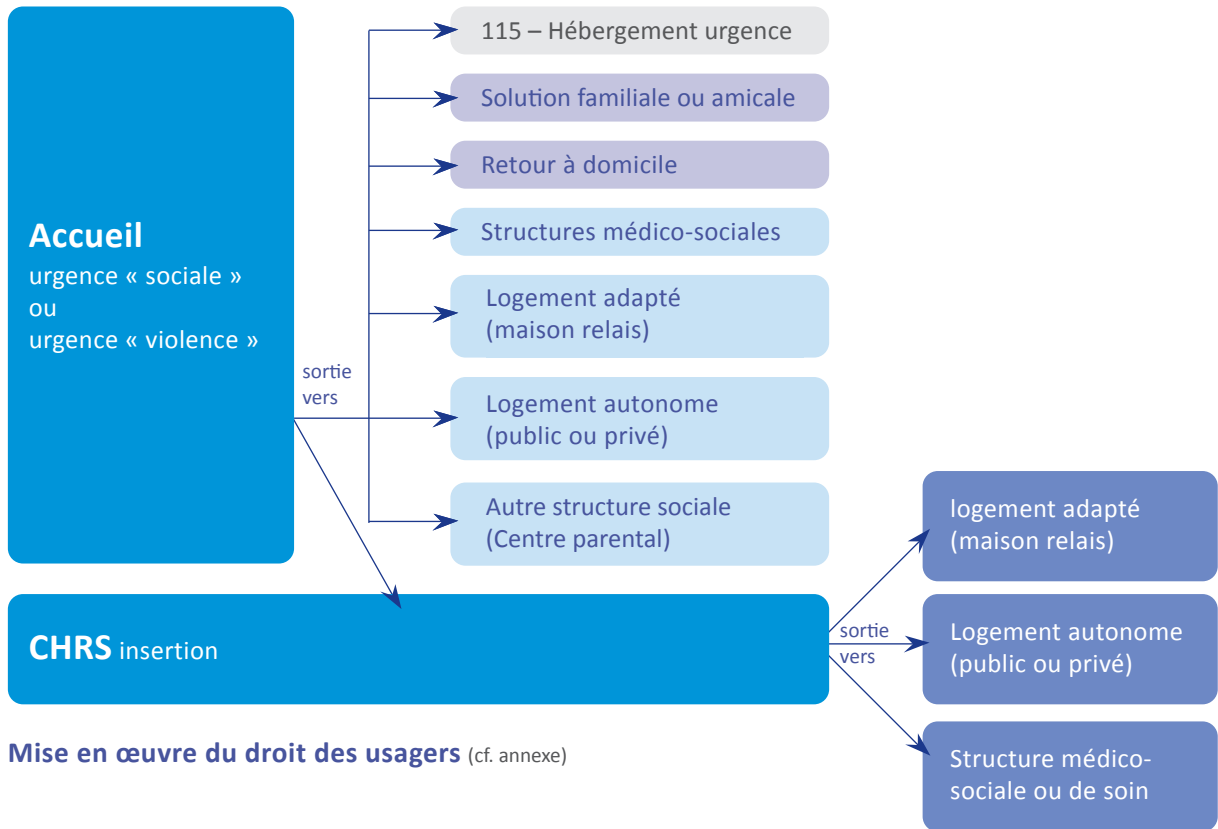 Accueil
urgence « sociale »
ou
urgence « violence »
sortie
vers
115 – Hébergement urgence
Solution familiale ou amicale
Retour à domicile
Structures médico-sociales
Logement adapté
(maison relais)
Logement autonome
(public ou privé)
Autre structure sociale
(Centre parental)
CHRS insertion
sortie
vers
logement adapté
(maison relais)
Logement autonome
(public ou privé)
Structure médico-
sociale ou de soin
Mise en œuvre du droit des usagers (cf. annexe)